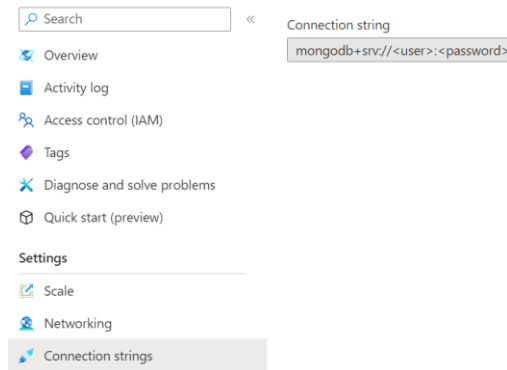 Search
Connection string
mongodb+srv://<user>:<password>
Overview
Activity log
Access control (IAM)
Tags
Diagnose and solve problems
Quick start (preview)
Settings
Scale
Networking
Connection strings